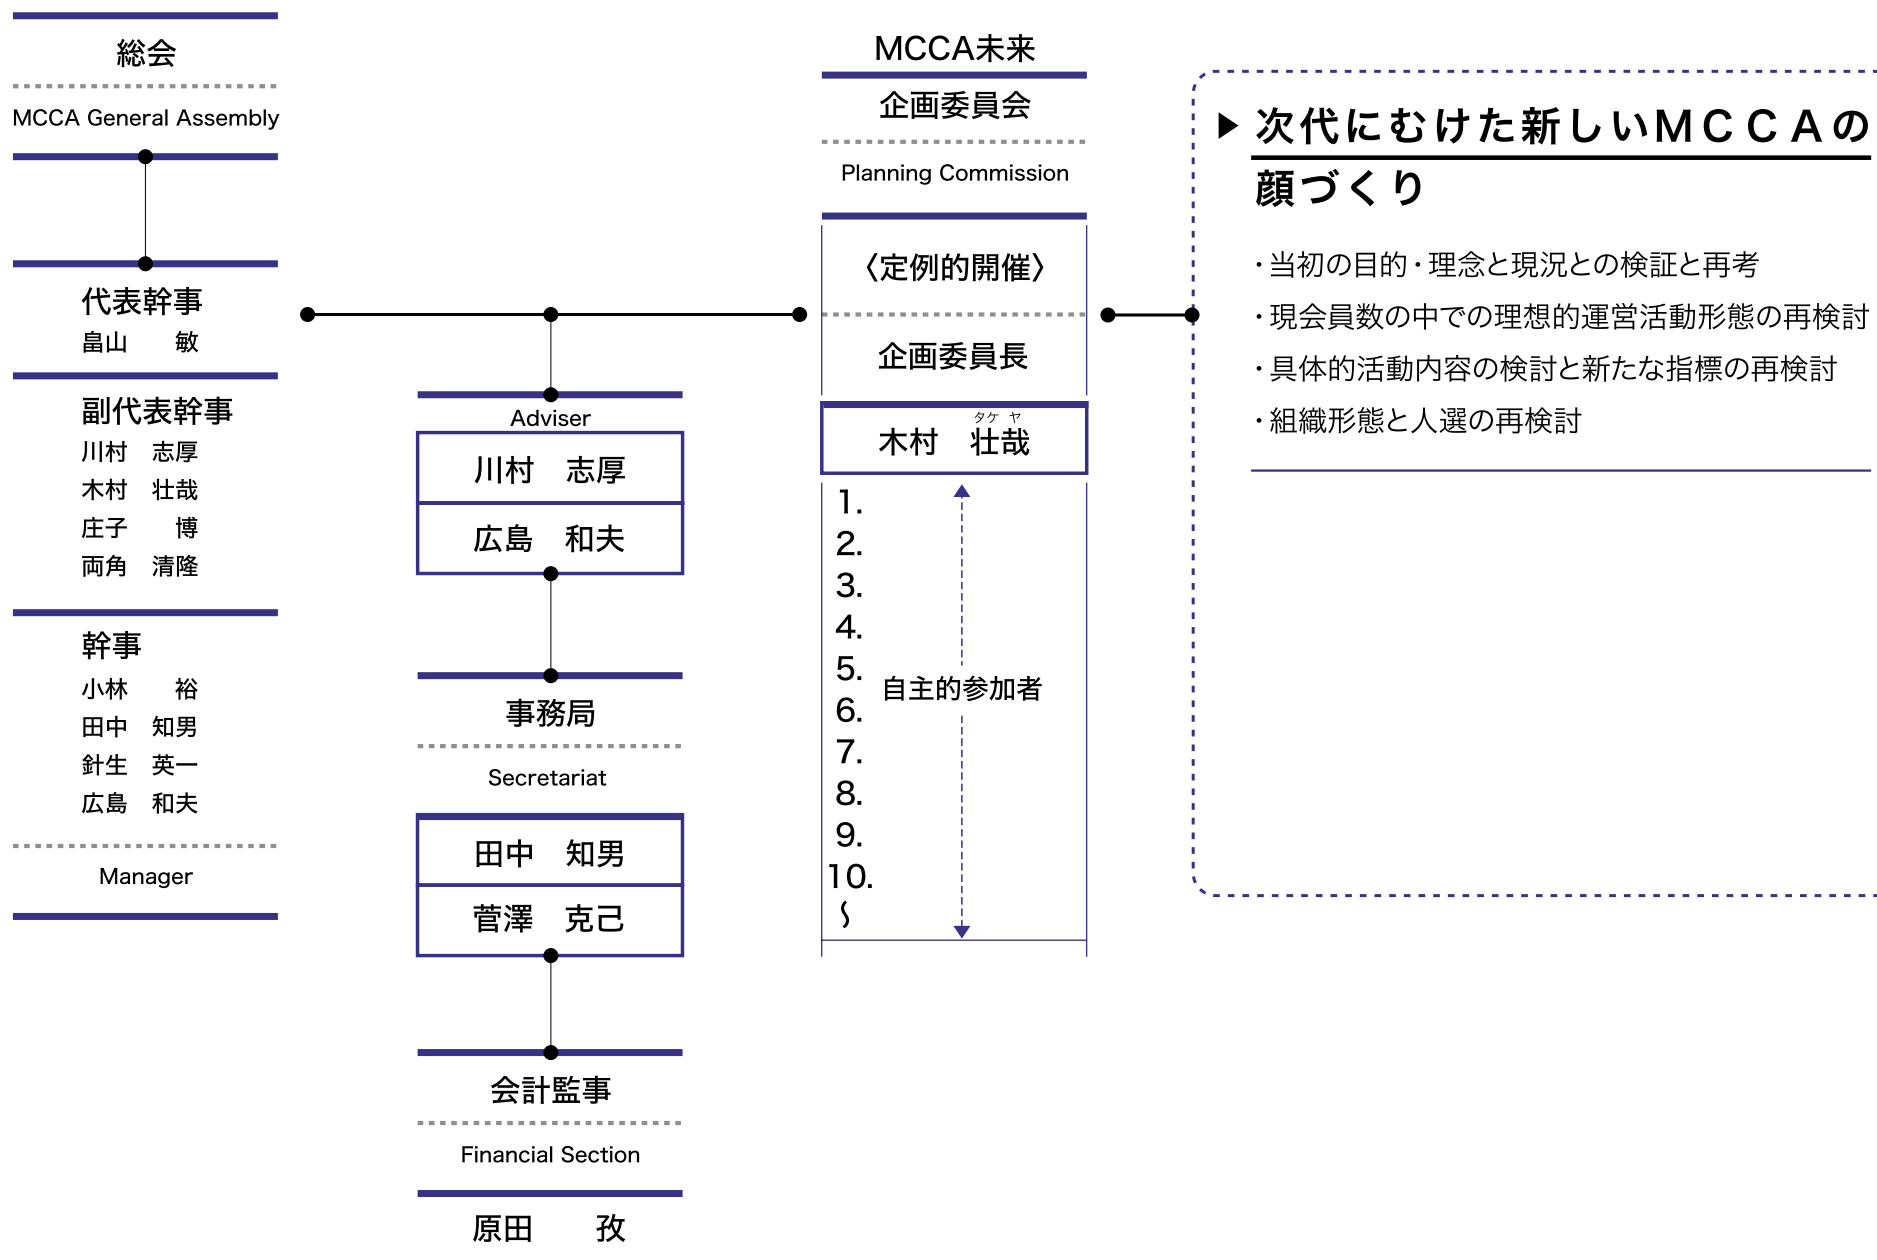 総会
MCCA General Assembly
代表幹事
畠山　　敏
副代表幹事
川村　志厚
木村　壮哉
庄子　　博
両角　清隆
幹事
小林　　裕
田中　知男
針生　英一
広島　和夫
Manager
Adviser
川村　志厚
広島　和夫
事務局
Secretariat
田中　知男
菅澤　克己
会計監事
Financial Section
原田　　孜
MCCA未来
企画委員会
Planning Commission
〈定例的開催〉
企画委員長
タケ ヤ
木村　壮哉
1.
2.
3.
4.
5.
6.
7.
8.
9.
10.
〜
自主的参加者
▶次代にむけた新しいＭＣＣＡの
顔づくり
・当初の目的・理念と現況との検証と再考
・現会員数の中での理想的運営活動形態の再検討
・具体的活動内容の検討と新たな指標の再検討
・組織形態と人選の再検討